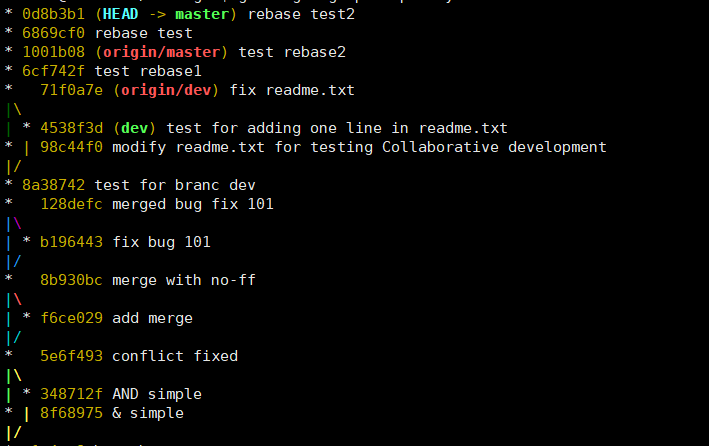 * 0d8b3b1 (HEAD -> master) rebase test2
* 6869cf0 rebase test
* 1001b08 (origin/master) test rebase2
* 6cf742f test rebase1
*   71f0a7e (origin/dev) fix readme.txt
|\
| * 4538f3d (dev) test for adding one line in readme.txt
* | 98c44f0 modify readme.txt for testing Collaborative development
|/
* 8a38742 test for branc dev
*   128defc merged bug fix 101
|\
| * b196443 fix bug 101
|/
*   8b930bc merge with no-ff
|\
| * f6ce029 add merge
|/
*   5e6f493 conflict fixed
|\
| * 348712f AND simple
* | 8f68975 & simple
|/